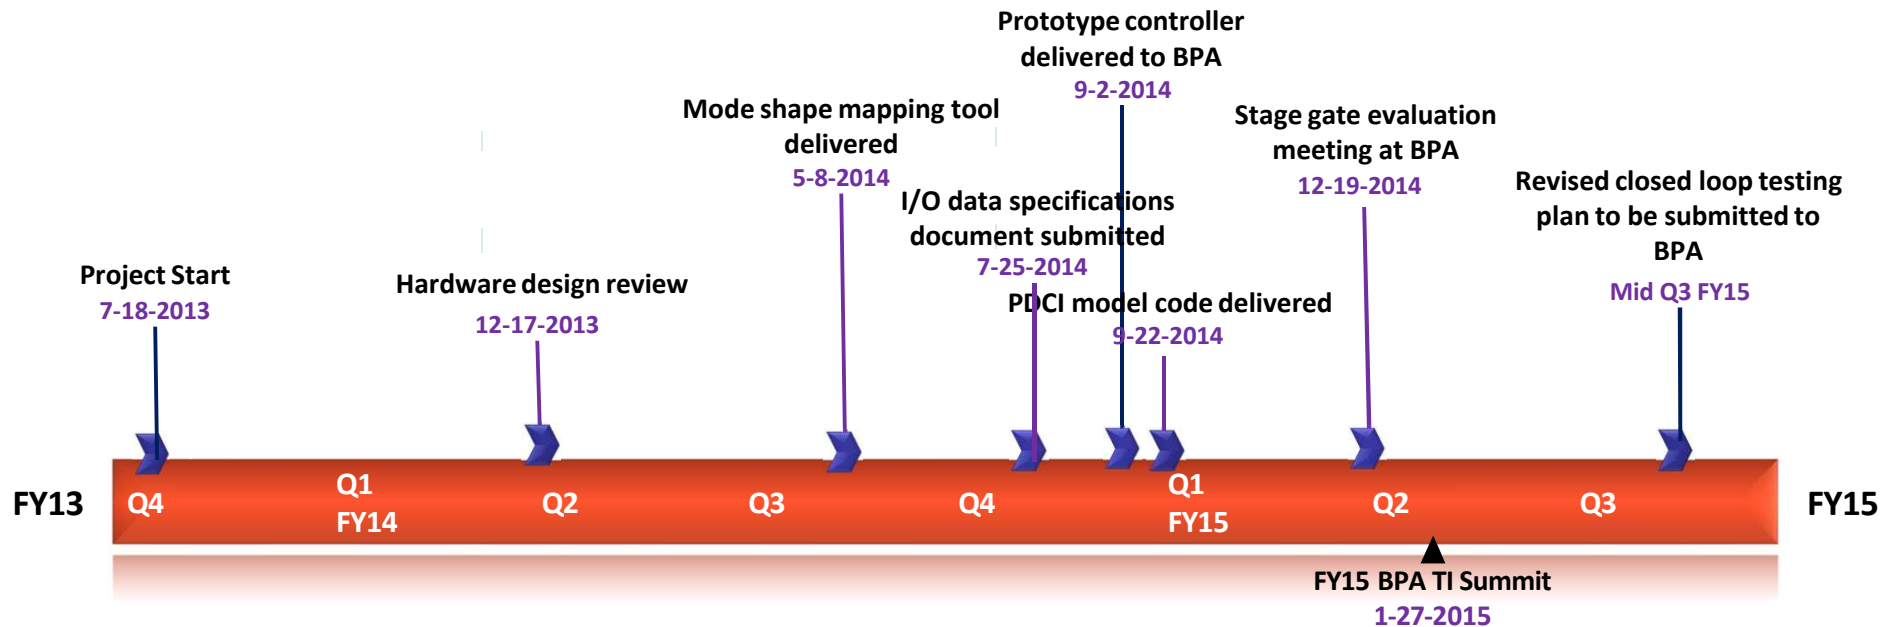 Prototype controller
delivered to BPA
9-2-2014
Mode shape mapping tool
delivered
5-8-2014
Stage gate evaluation
meeting at BPA
12-19-2014
I/O data specifications
document submitted
7-25-2014
Revised closed loop testing
plan to be submitted to
BPA
Mid Q3 FY15
Project Start
7-18-2013
Hardware design review
12-17-2013
PDCI model code delivered
9-22-2014
FY13
Q4
Q1
FY14
Q2
Q3
Q4
Q1
FY15
Q2
Q3
FY15
FY15 BPA TI Summit
1-27-2015